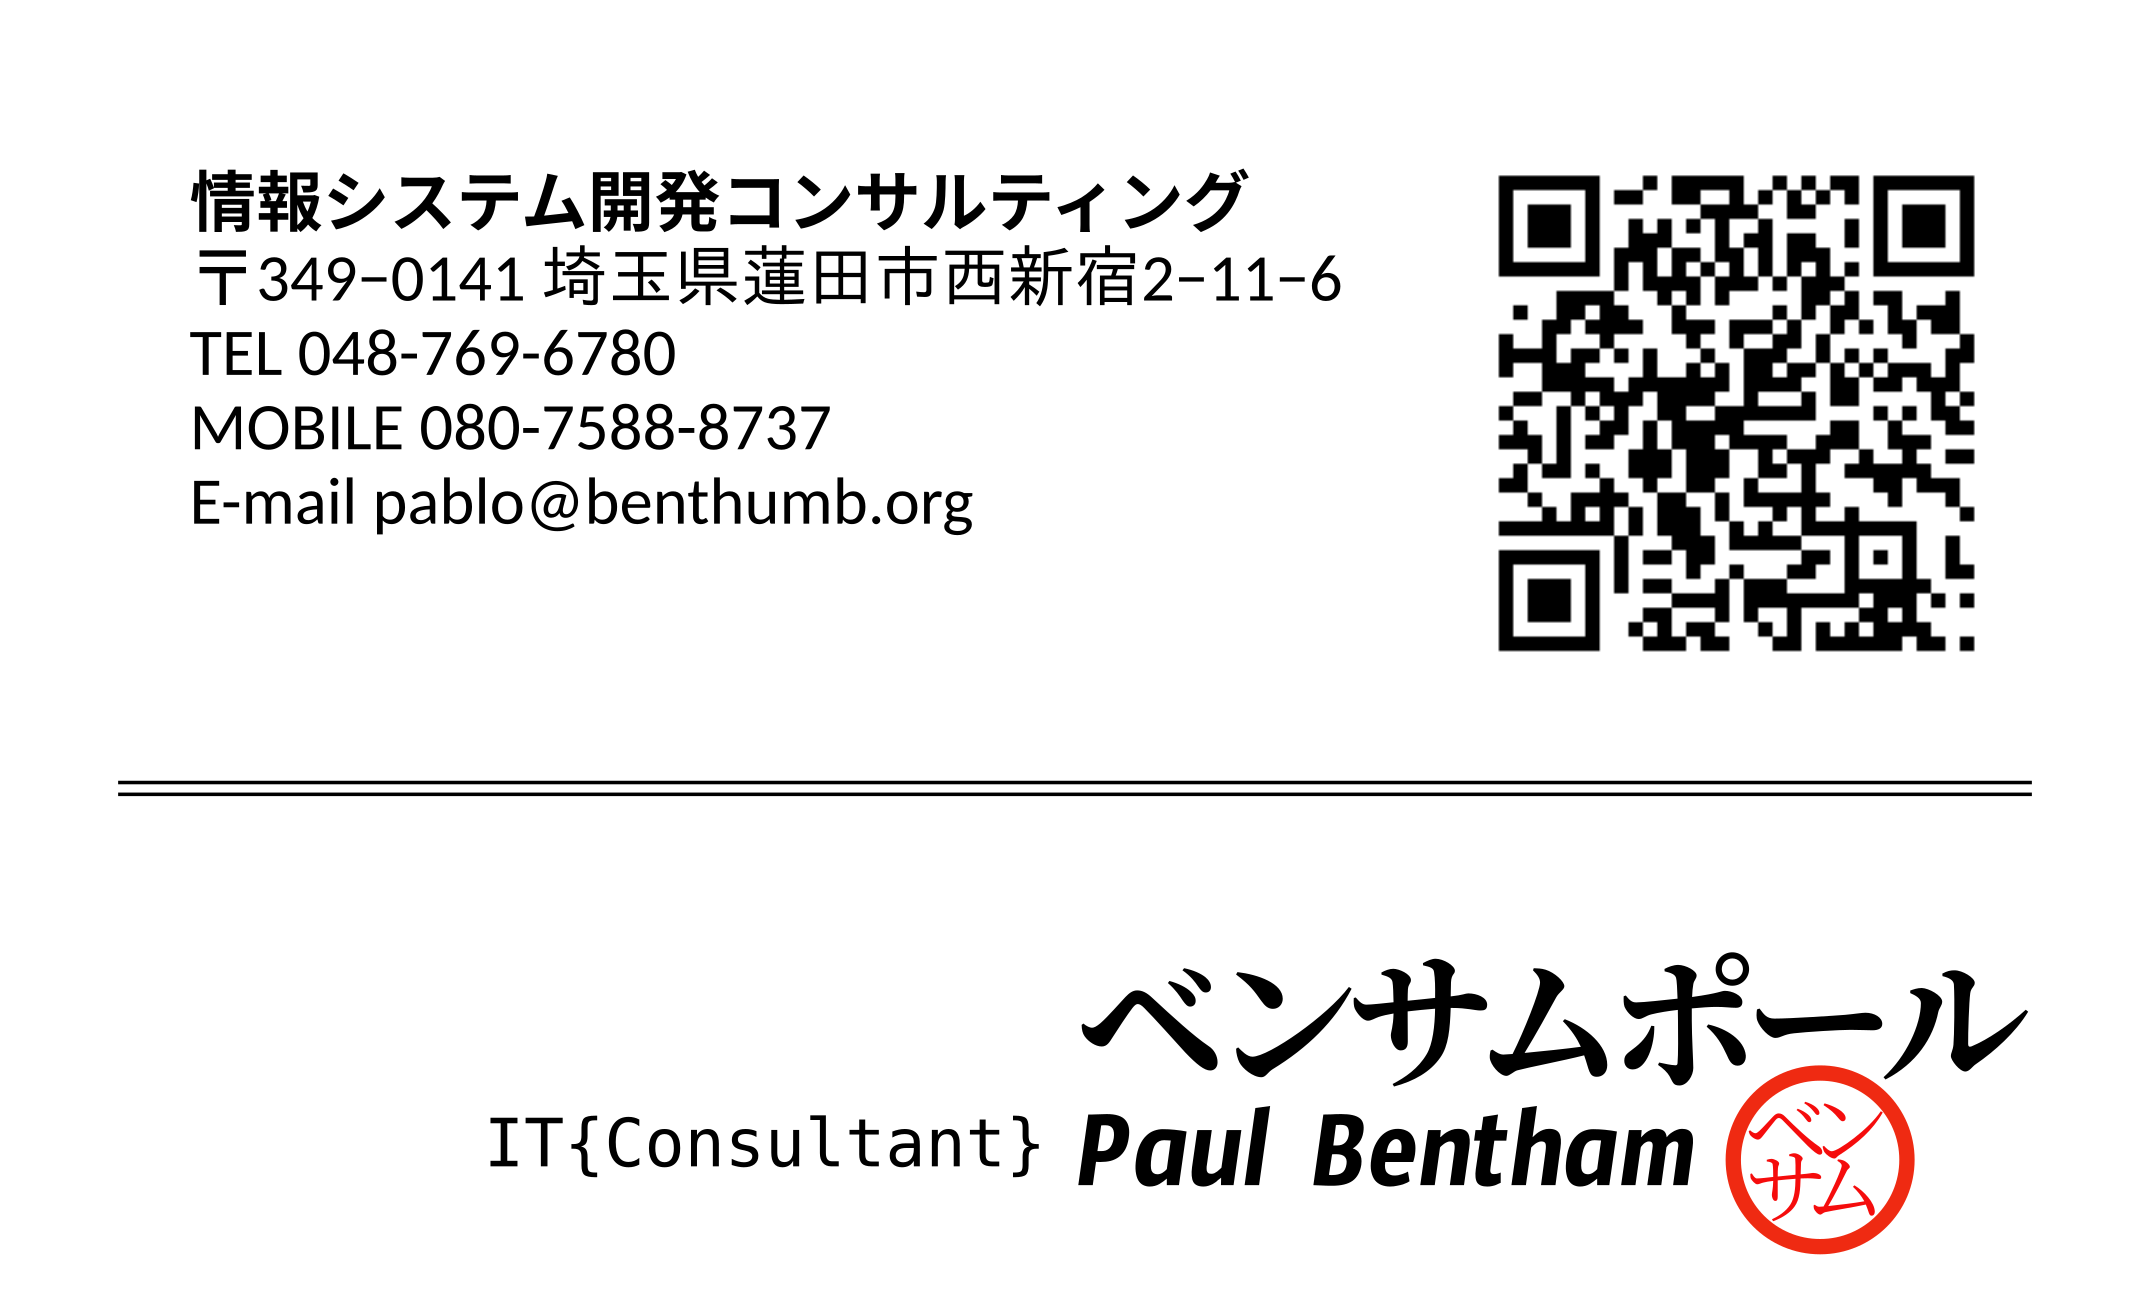 情報システム開発コンサルティング
〒349−0141 埼玉県蓮田市西新宿2−11−6
TEL 048-769-6780
MOBILE 080-7588-8737
E-mail pablo@benthumb.org
ベンサムポール
IT{Consultant} Paul Bentham
ベン
サム